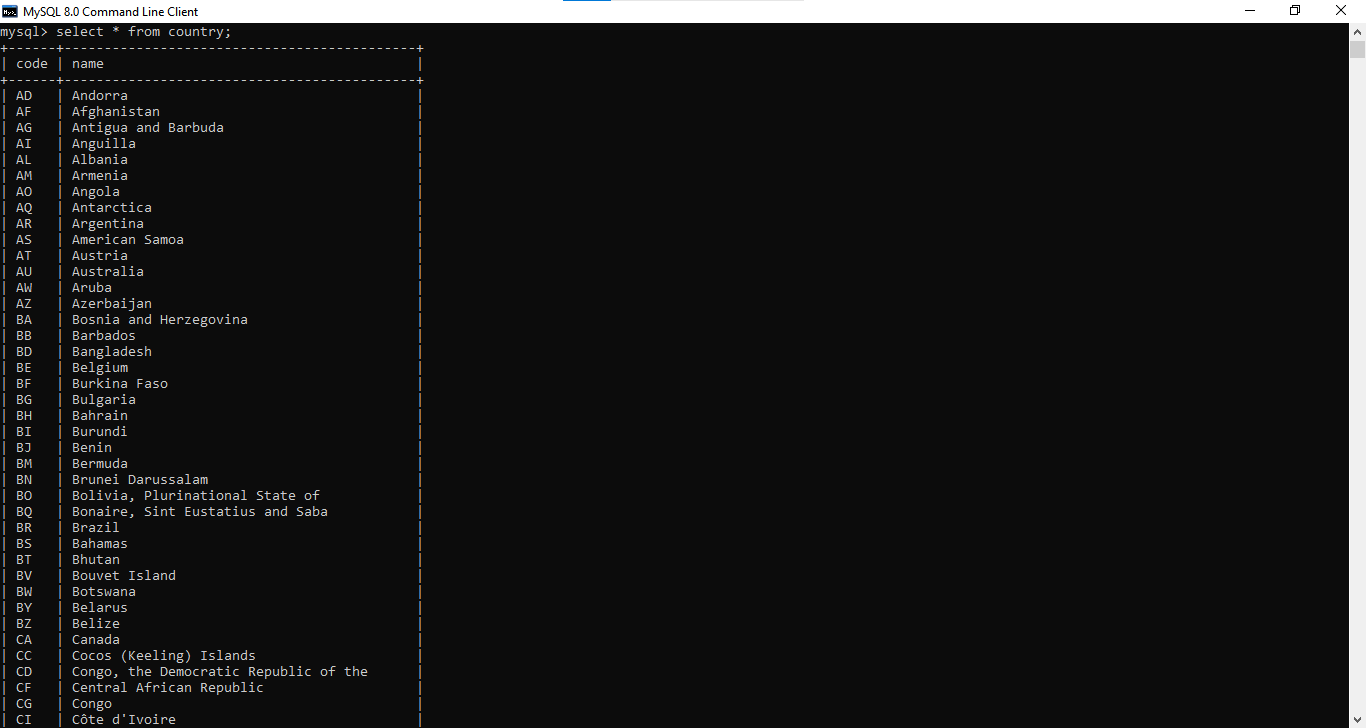 MySQL 8.0 Command Line Client
mysql> select * from country;
+------+--------------------------------------------+
| code | name                                       |
+------+--------------------------------------------+
| AD   | Andorra                                    |
| AF   | Afghanistan                                |
| AG   | Antigua and Barbuda                        |
| AI   | Anguilla                                   |
| AL   | Albania                                    |
| AM   | Armenia                                    |
| AO   | Angola                                     |
| AQ   | Antarctica                                 |
| AR   | Argentina                                  |
| AS   | American Samoa                             |
| AT   | Austria                                    |
| AU   | Australia                                  |
| AW   | Aruba                                      |
| AZ   | Azerbaijan                                 |
| BA   | Bosnia and Herzegovina                     |
| BB   | Barbados                                   |
| BD   | Bangladesh                                 |
| BE   | Belgium                                    |
| BF   | Burkina Faso                               |
| BG   | Bulgaria                                   |
| BH   | Bahrain                                    |
| BI   | Burundi                                    |
| BJ   | Benin                                      |
| BM   | Bermuda                                    |
| BN   | Brunei Darussalam                          |
| BO   | Bolivia, Plurinational State of            |
| BQ   | Bonaire, Sint Eustatius and Saba           |
| BR   | Brazil                                     |
| BS   | Bahamas                                    |
| BT   | Bhutan                                     |
| BV   | Bouvet Island                              |
| BW   | Botswana                                   |
| BY   | Belarus                                    |
| BZ   | Belize                                     |
| CA   | Canada                                     |
| CC   | Cocos (Keeling) Islands                    |
| CD   | Congo, the Democratic Republic of the      |
| CF   | Central African Republic                   |
| CG   | Congo                                      |
| CI   | Côte d'Ivoire                              |